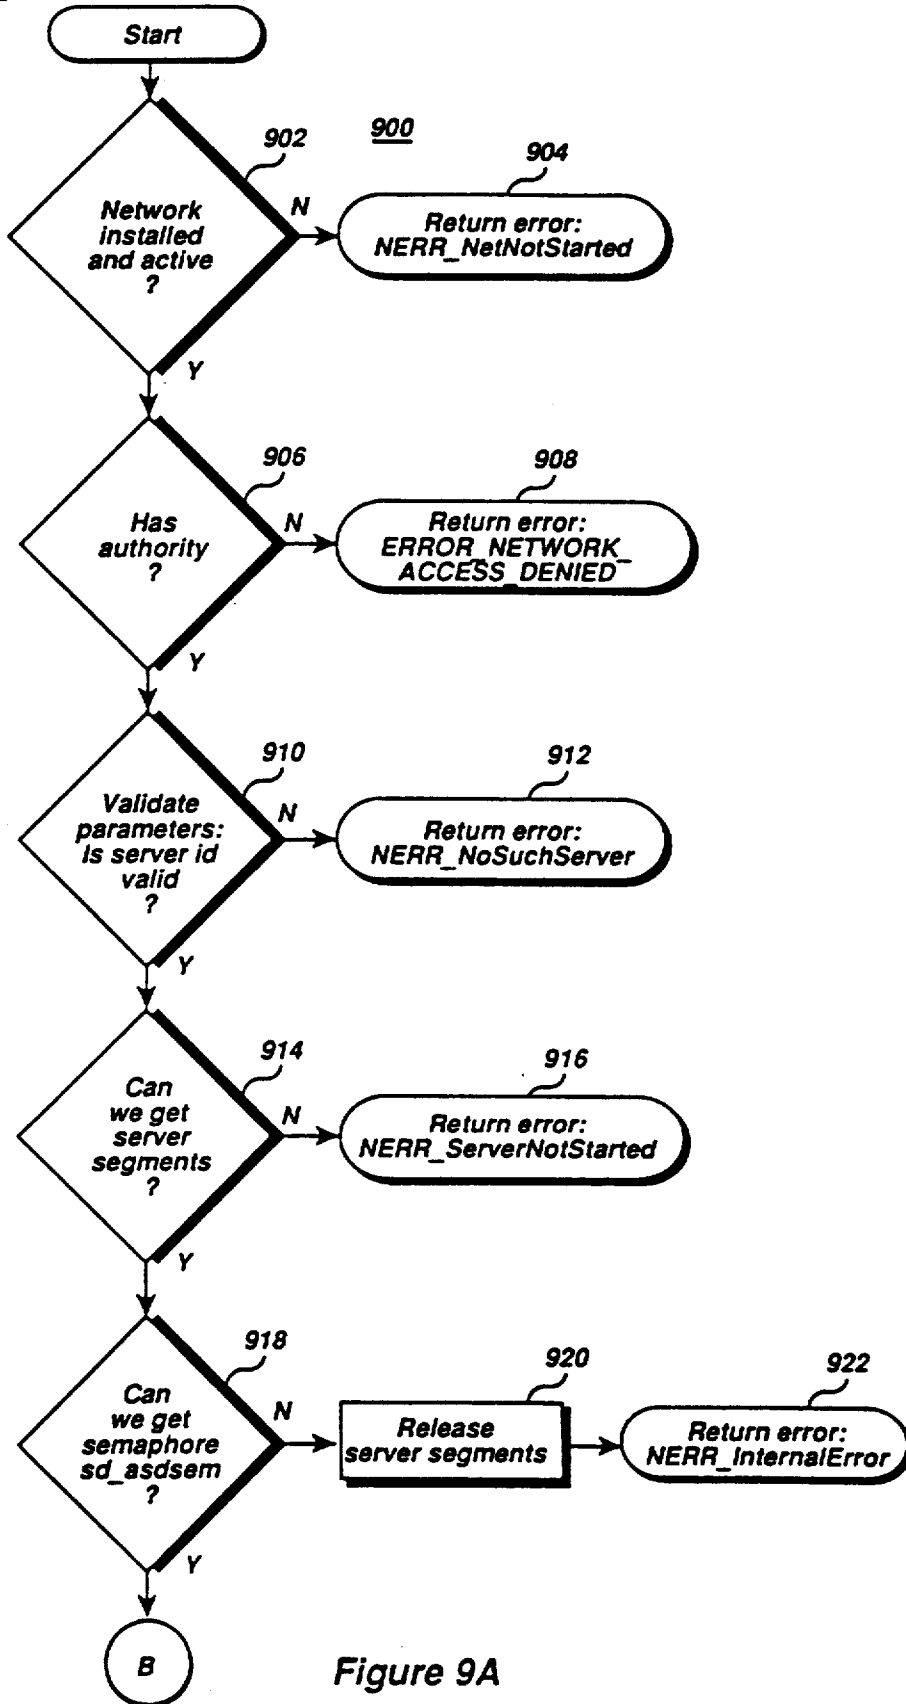 Start
900
902
Network
installed
and active
?
N
Y
904
Return error:
NERR_NetNotStarted
906
Has
authority
?
N
Y
908
Return error:
ERROR_NETWORK_
ACCESS_DENIED
910
Validate
parameters:
Is server id
valid
?
N
Y
912
Return error:
NERR_NoSuchServer
914
Can
we get
server
segments
?
N
Y
916
Return error:
NERR_ServerNotStarted
918
Can
we get
semaphore
sd_asdsem
?
N
Y
920
Release
server segments
922
Return error:
NERR_InternalError
B
Figure 9A